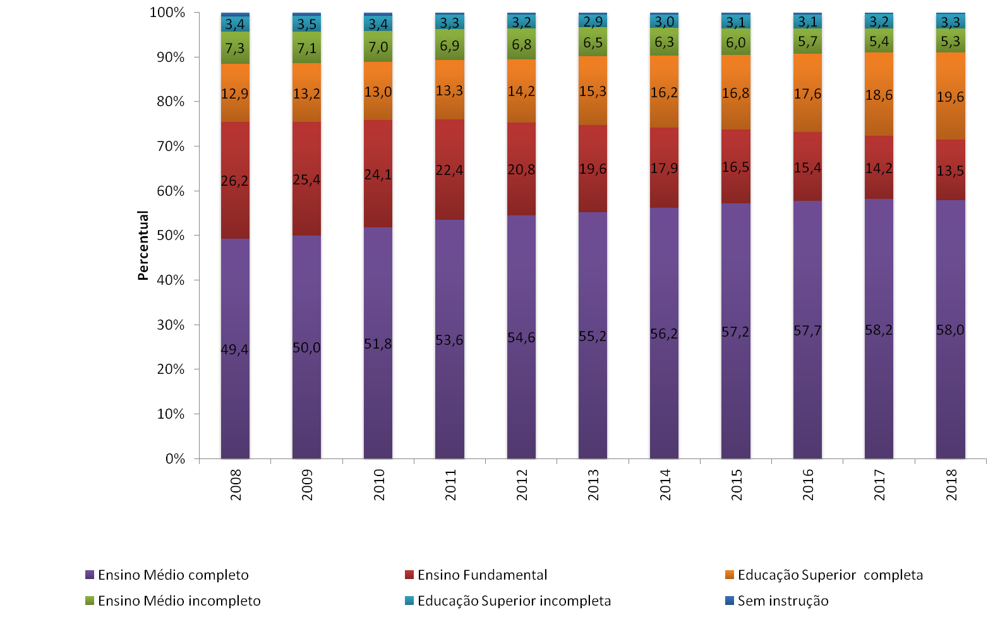 100%
90%
80%
70%
60%
50%
40%
30%
20%
10%
0%
Percentual
3,4 3,5 3,4 3,3 3,2 2,9 3,0 3,1 3,1 3,2 3,3
7,3 7,1 7,0 6,9 6,8 6,5 6,3 6,0 5,7 5,4 5,3
12,9 13,2 13,0 13,3 14,2 15,3 16,2 16,8 17,6 18,6 19,6
26,2 25,4 24,1 22,4 20,8 19,6 17,9 16,5 15,4 14,2 13,5
49,4 50,0 51,8 53,6 54,6 55,2 56,2 57,2 57,7 58,2 58,0
2008 2009 2010 2011 2012 2013 2014 2015 2016 2017 2018
Ensino Médio completo Ensino Fundamental Educação Superior completa
Ensino Médio incompleto Educação Superior incompleta Sem instrução